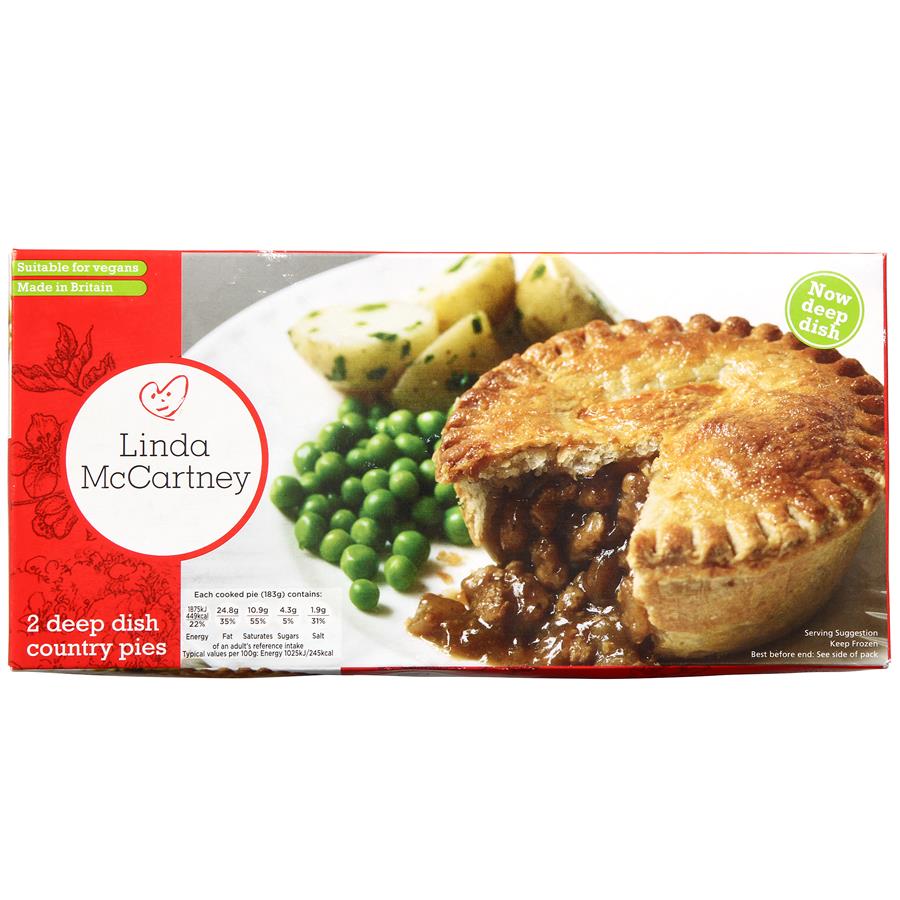 Suitable for vegans
Made in Britain
Now
deep
dish
Linda
McCartney
2 deep dish
country pies
Each cooked pie (183g) contains:
1875kJ
449kcal
22%
24.8g
35%
10.9g
55%
4.3g
5%
1.9g
31%
Energy Fat Saturates Sugars Salt
of an adult's reference intake
Typical values per 100g: Energy 1025kJ/245kcal
Serving Suggestion
Keep Frozen
Best before end: See side of pack